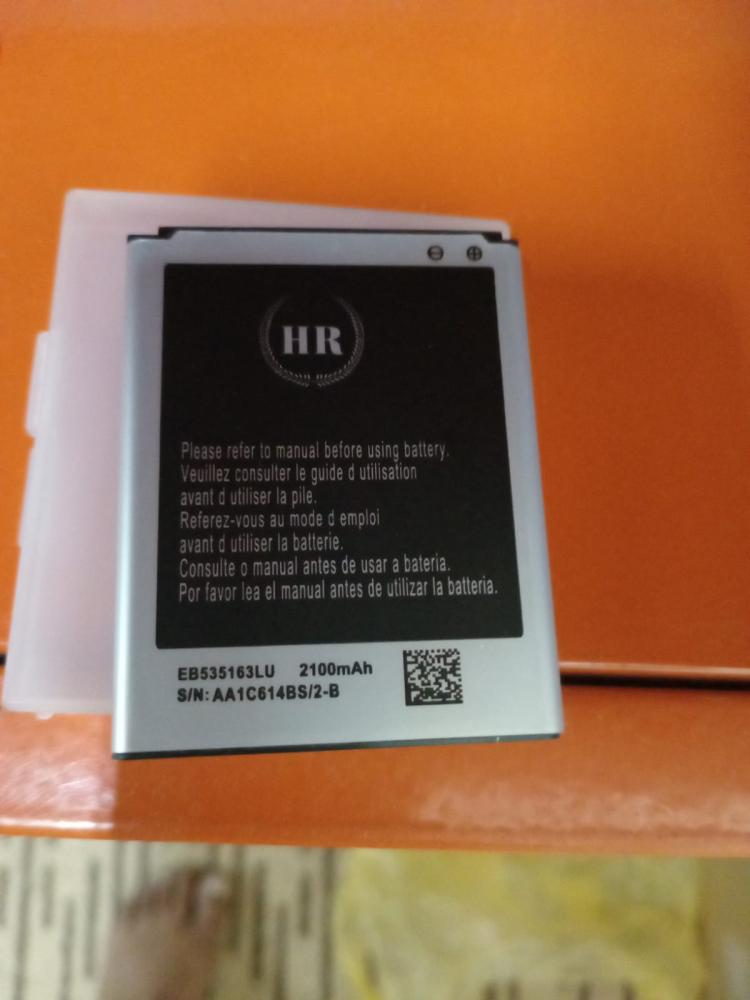 ⊖ ⊕
HR
Please refer to manual before using battery.
Veuillez consulter le guide d utilisation
avant d utiliser la pile.
Referez-vous au mode d emploi
avant d utiliser la batterie.
Consulte o manual antes de usar a bateria.
Por favor lea el manual antes de utilizar la batteria.
EB535163LU 2100mAh
S/N: AA1C614BS/2-B